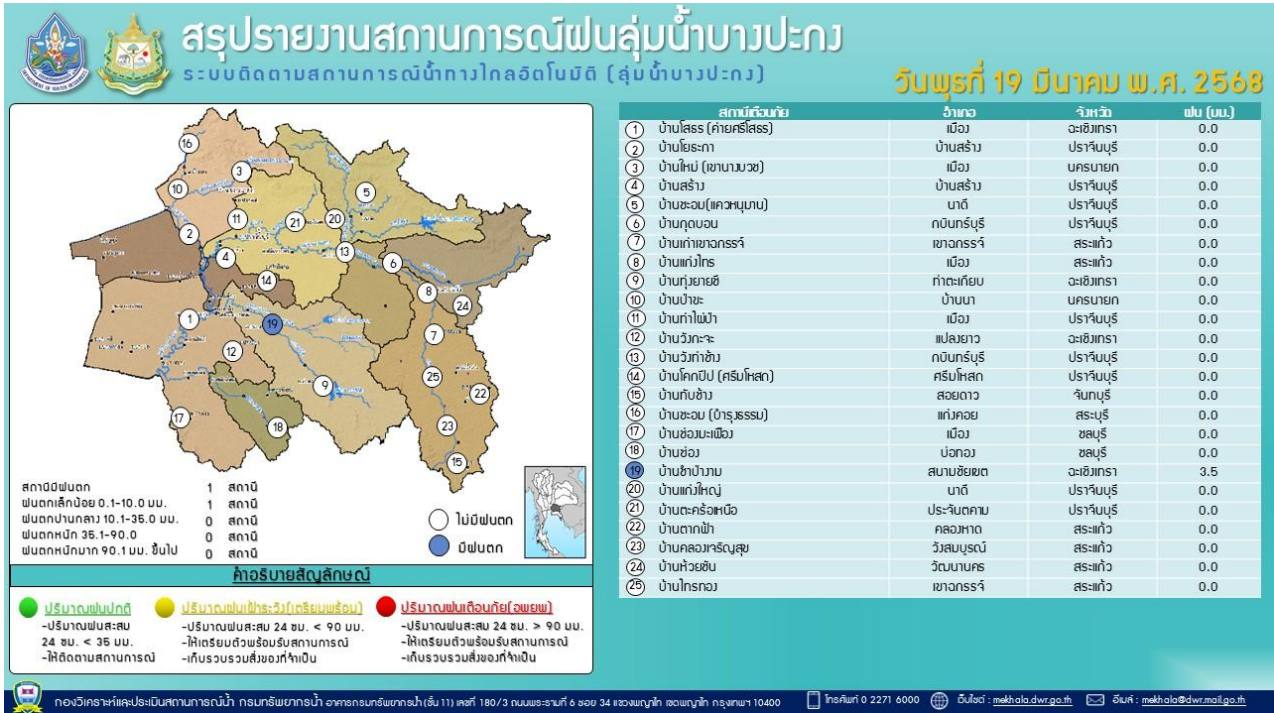 สรุปรายงานสถานการณ์ฝนลุ่มน้ำบางปะกง
ระบบติดตามสถานการณ์น้ำทางไกลอัตโนมัติ (ลุ่มน้ำบางปะกง)
วันพุธที่ 19 มีนาคม พ.ศ. 2568
สถานีเตือนภัย อำเภอ จังหวัด ฝน (มม.)
1 บ้านโสธร (ค่ายศรีโสธร) เมือง ฉะเชิงเทรา 0.0
2 บ้านโยธะกา บ้านสร้าง ปราจีนบุรี 0.0
3 บ้านใหม่ (เขานางบวช) เมือง นครนายก 0.0
4 บ้านสร้าง บ้านสร้าง ปราจีนบุรี 0.0
5 บ้านชะอม(แควหนุมาน) นาดี ปราจีนบุรี 0.0
6 บ้านกุดบอน กบินทร์บุรี ปราจีนบุรี 0.0
7 บ้านเก่าเขาฉกรรจ์ เขาฉกรรจ์ สระแก้ว 0.0
8 บ้านแก่งไทร เมือง สระแก้ว 0.0
9 บ้านทุ่งยายชี ท่าตะเกียบ ฉะเชิงเทรา 0.0
10 บ้านป่าขะ บ้านนา นครนายก 0.0
11 บ้านท่าไผ่ป่า เมือง ปราจีนบุรี 0.0
12 บ้านวังกะจะ แปลงยาว ฉะเชิงเทรา 0.0
13 บ้านวังท่าช้าง กบินทร์บุรี ปราจีนบุรี 0.0
14 บ้านโคกปีป (ศรีมโหสถ) ศรีมโหสถ ปราจีนบุรี 0.0
15 บ้านทับช้าง สอยดาว จันทบุรี 0.0
16 บ้านชะอม (บำรุงธรรม) แก่งคอย สระบุรี 0.0
17 บ้านช่องมะเฟือง เมือง ชลบุรี 0.0
18 บ้านช่อง บ่อทอง ชลบุรี 0.0
19 บ้านชำป่างาม สนามชัยเขต ฉะเชิงเทรา 3.5
20 บ้านแก่งใหญ่ นาดี ปราจีนบุรี 0.0
21 บ้านตะคร้อเหนือ ประจันตคาม ปราจีนบุรี 0.0
22 บ้านตากฟ้า คลองหาด สระแก้ว 0.0
23 บ้านคลองเจริญสุข วังสมบูรณ์ สระแก้ว 0.0
24 บ้านห้วยชัน วัฒนานคร สระแก้ว 0.0
25 บ้านไทรทอง เขาฉกรรจ์ สระแก้ว 0.0
16
3
10
5
11
21
20
2
13
4
6
14
8
24
1
19
7
12
9
25
22
17
18
23
15
สถานีมีฝนตก 1 สถานี
ฝนตกเล็กน้อย 0.1-10.0 มม. 1 สถานี
ฝนตกปานกลาง 10.1-35.0 มม. 0 สถานี
ฝนตกหนัก 35.1-90.0 0 สถานี
ฝนตกหนักมาก 90.1 มม. ขึ้นไป 0 สถานี
ไม่มีฝนตก
มีฝนตก
คำอธิบายสัญลักษณ์
ปริมาณฝนปกติ
-ปริมาณฝนสะสม
24 ชม. < 35 มม.
-ให้ติดตามสถานการณ์
ปริมาณฝนเฝ้าระวัง(เตรียมพร้อม)
-ปริมาณฝนสะสม 24 ชม. < 90 มม.
-ให้เตรียมตัวพร้อมรับสถานการณ์
-เก็บรวบรวมสิ่งของที่จำเป็น
ปริมาณฝนเตือนภัย(อพยพ)
-ปริมาณฝนสะสม 24 ชม. > 90 มม.
-ให้เตรียมตัวพร้อมรับสถานการณ์
-เก็บรวบรวมสิ่งของที่จำเป็น
กองวิเคราะห์และประเมินสถานการณ์น้ำ กรมทรัพยากรน้ำ อาคารกรมทรัพยากรน้ำ (ชั้น 11) เลขที่ 180/3 ถนนพระรามที่ 6 ซอย 34 แขวงพญาไท เขตพญาไท กรุงเทพฯ 10400
โทรศัพท์ 0 2271 6000 เว็บไซต์ : mekhala.dwr.go.th อีเมล์ : mekhala@dwr.mail.go.th